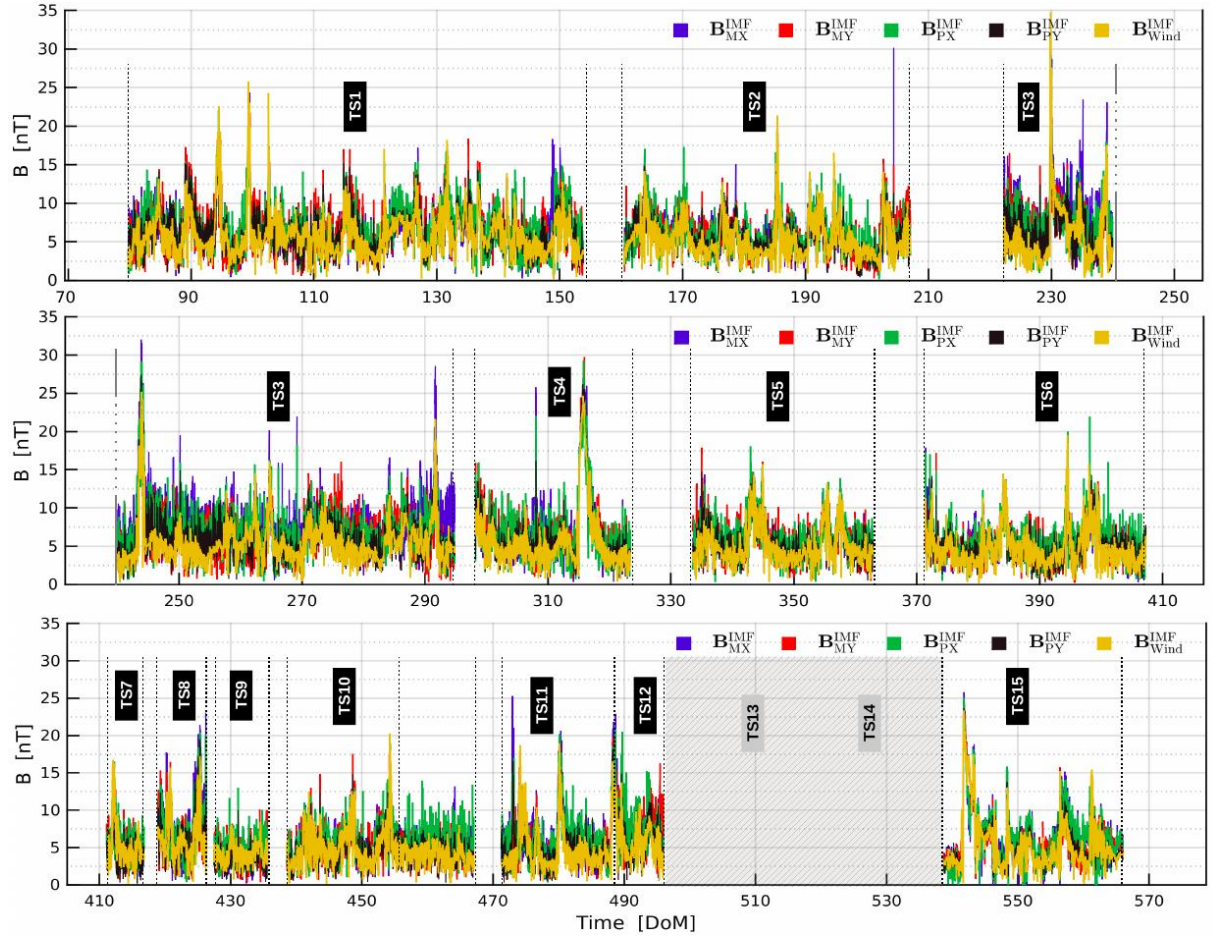 35
30
25
20
15
10
5
0
B [nT]
B^IMF_MX B^IMF_MY B^IMF_PX B^IMF_PY B^IMF_Wind
TS1 TS2 TS3
70 90 110 130 150 170 190 210 230 250
35
30
25
20
15
10
5
0
B [nT]
B^IMF_MX B^IMF_MY B^IMF_PX B^IMF_PY B^IMF_Wind
TS3 TS4 TS5 TS6
250 270 290 310 330 350 370 390 410
35
30
25
20
15
10
5
0
B [nT]
B^IMF_MX B^IMF_MY B^IMF_PX B^IMF_PY B^IMF_Wind
TS7 TS8 TS9 TS10 TS11 TS12 TS13 TS14 TS15
410 430 450 470 490 510 530 550 570
Time [DoM]